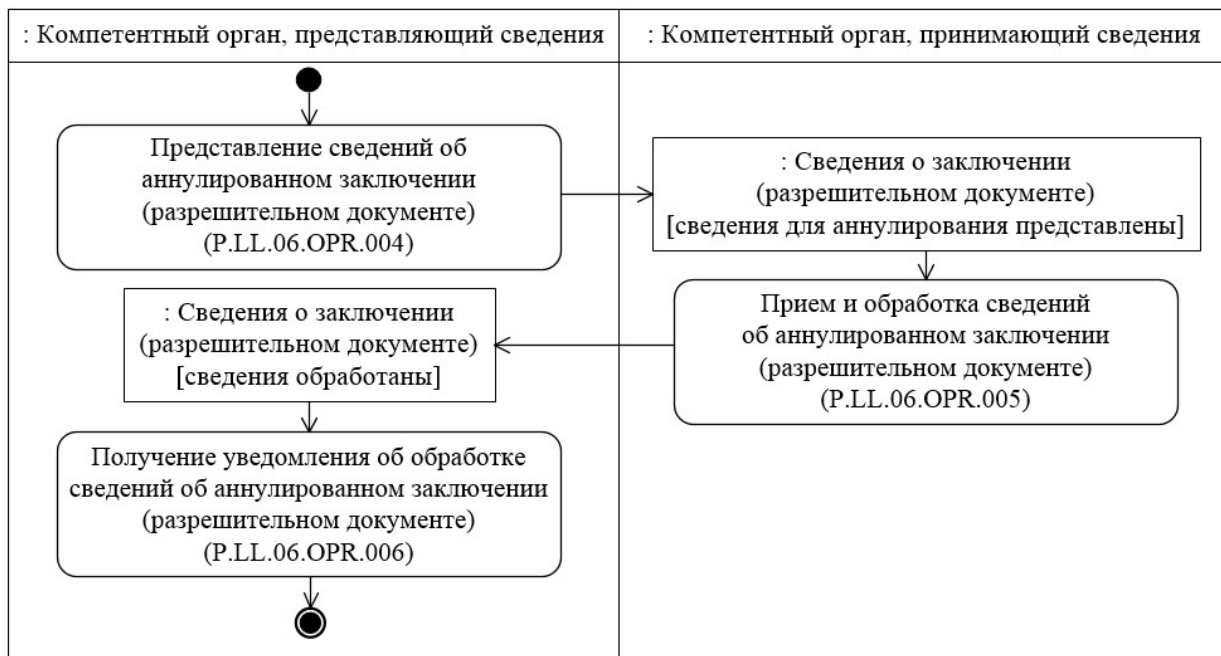 : Компетентный орган, представляющий сведения
: Компетентный орган, принимающий сведения
Представление сведений об
аннулированном заключении
(разрешительном документе)
(P.LL.06.OPR.004)
: Сведения о заключении
(разрешительном документе)
[сведения для аннулирования представлены]
Прием и обработка сведений
об аннулированном заключении
(разрешительном документе)
(P.LL.06.OPR.005)
: Сведения о заключении
(разрешительном документе)
[сведения обработаны]
Получение уведомления об обработке
сведений об аннулированном заключении
(разрешительном документе)
(P.LL.06.OPR.006)